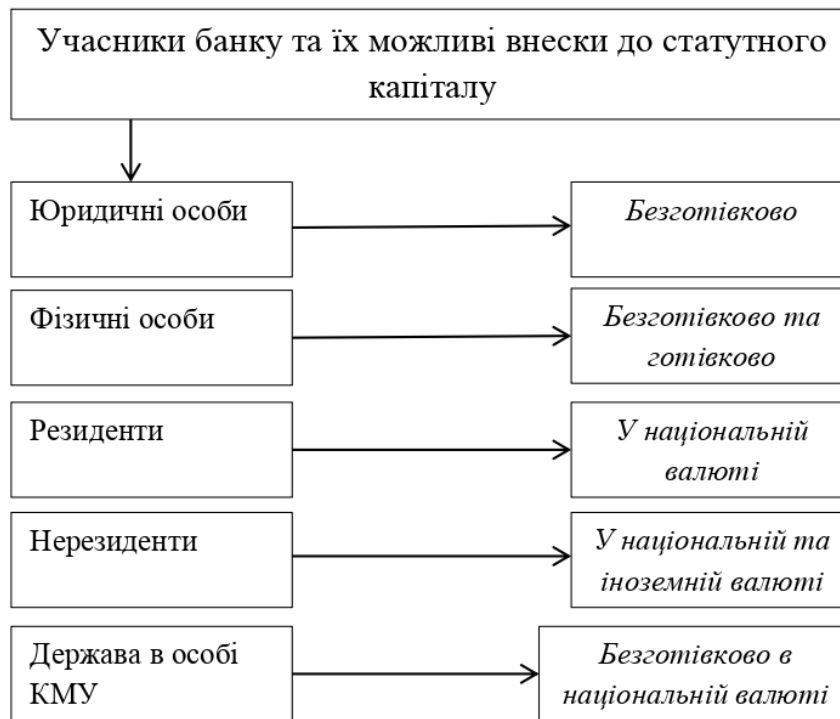 Учасники банку та їх можливі внески до статутного
капіталу
Юридичні особи
Безготівково
Фізичні особи
Безготівково та
готівково
Резиденти
У національній
валюті
Нерезиденти
У національній та
іноземній валюті
Держава в особі
КМУ
Безготівково в
національній валюті